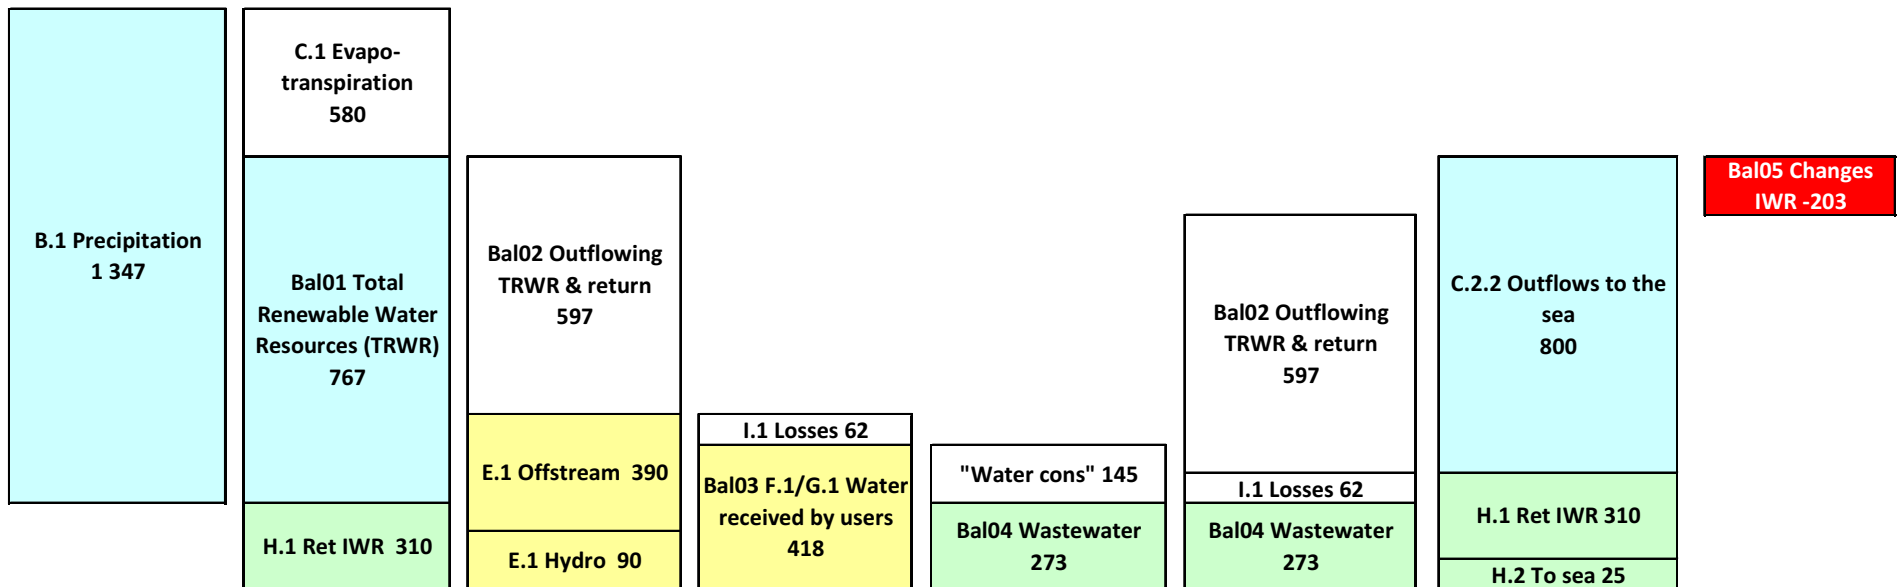 B.1 Precipitation
1 347
C.1 Evapo-
transpiration
580
Bal01 Total
Renewable Water
Resources (TRWR)
767
H.1 Ret IWR 310
Bal02 Outflowing
TRWR & return
597
E.1 Offstream 390
E.1 Hydro 90
I.1 Losses 62
Bal03 F.1/G.1 Water
received by users
418
"Water cons" 145
Bal04 Wastewater
273
Bal02 Outflowing
TRWR & return
597
I.1 Losses 62
Bal04 Wastewater
273
C.2.2 Outflows to the
sea
800
H.1 Ret IWR 310
H.2 To sea 25
Bal05 Changes
IWR -203